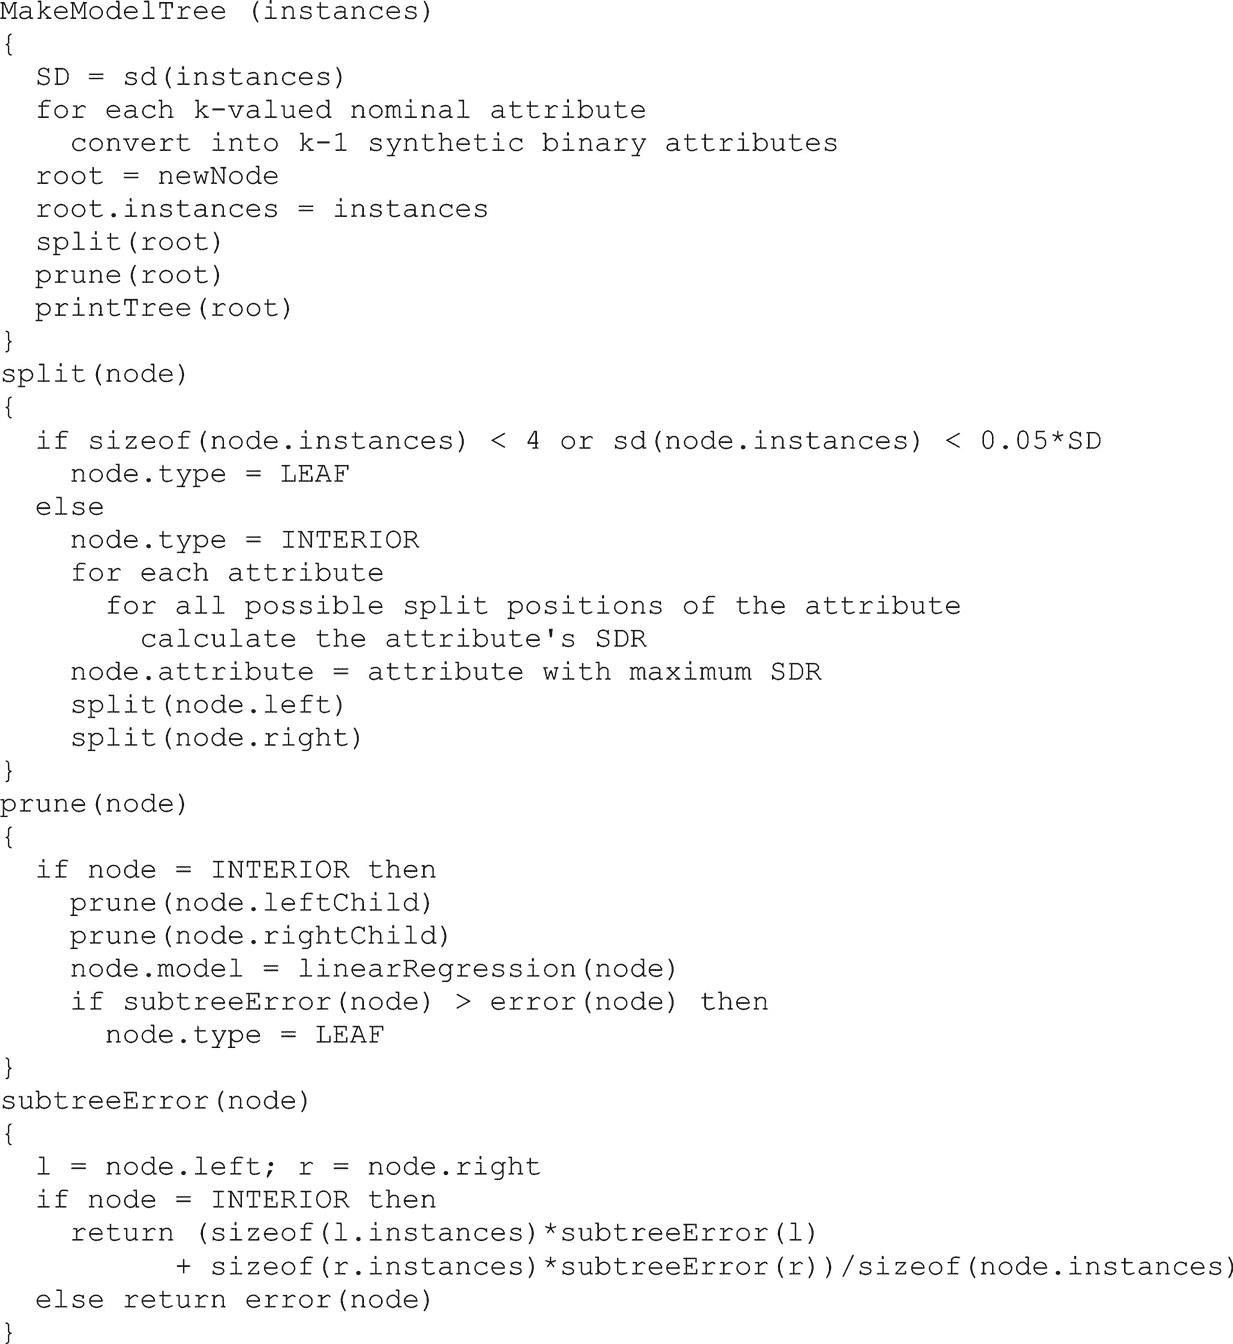 MakeModelTree (instances)
{
  SD = sd(instances)
  for each k-valued nominal attribute
    convert into k-1 synthetic binary attributes
  root = newNode
  root.instances = instances
  split(root)
  prune(root)
  printTree(root)
}
split(node)
{
  if sizeof(node.instances) < 4 or sd(node.instances) < 0.05*SD
    node.type = LEAF
  else
    node.type = INTERIOR
    for each attribute
      for all possible split positions of the attribute
        calculate the attribute's SDR
    node.attribute = attribute with maximum SDR
    split(node.left)
    split(node.right)
}
prune(node)
{
  if node = INTERIOR then
    prune(node.leftChild)
    prune(node.rightChild)
    node.model = linearRegression(node)
    if subtreeError(node) > error(node) then
      node.type = LEAF
}
subtreeError(node)
{
  l = node.left; r = node.right
  if node = INTERIOR then
    return (sizeof(l.instances)*subtreeError(l)
          + sizeof(r.instances)*subtreeError(r))/sizeof(node.instances)
  else return error(node)
}